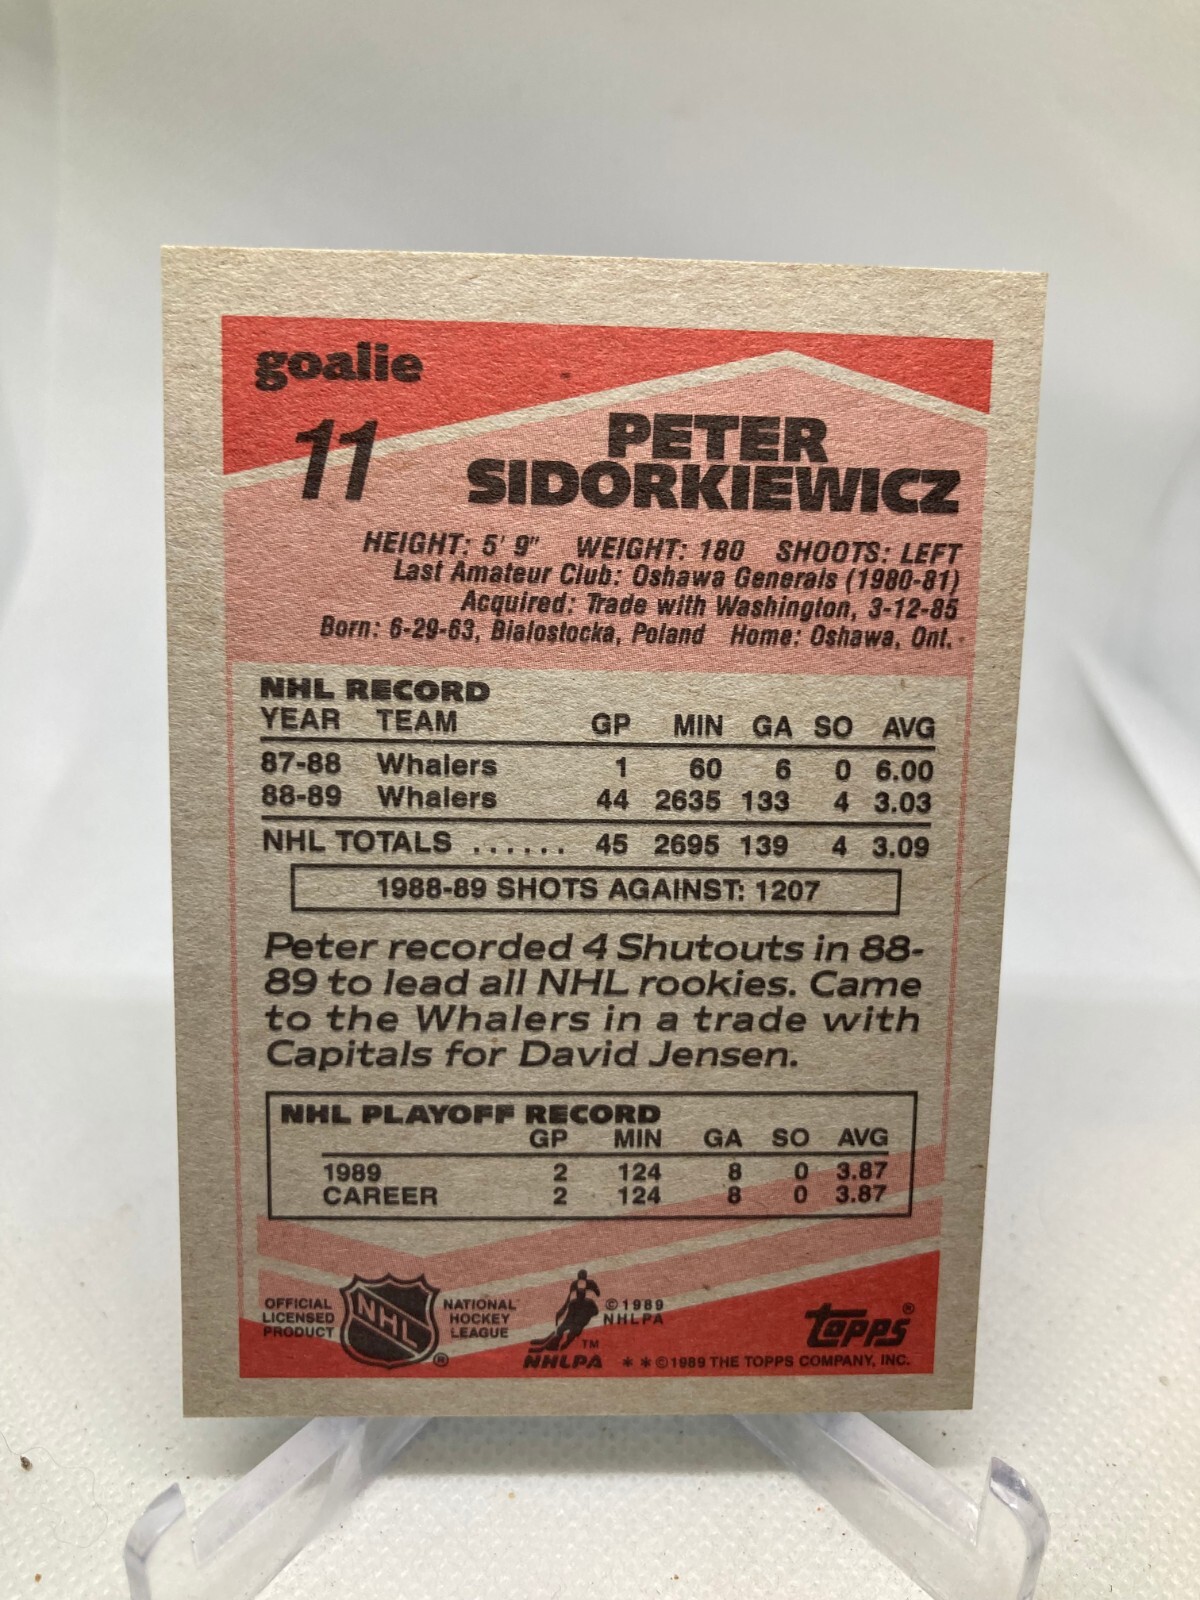 goalie
11
PETER
SIDORKIEWICZ
HEIGHT: 5' 9" WEIGHT: 180 SHOOTS: LEFT
Last Amateur Club: Oshawa Generals (1980-81)
Acquired: Trade with Washington, 3-12-85
Born: 6-29-63, Bialostocka, Poland Home: Oshawa, Ont.
NHL RECORD
YEAR TEAM GP MIN GA SO AVG
87-88 Whalers 1 60 6 0 6.00
88-89 Whalers 44 2635 133 4 3.03
NHL TOTALS ...... 45 2695 139 4 3.09
1988-89 SHOTS AGAINST: 1207
Peter recorded 4 Shutouts in 88-
89 to lead all NHL rookies. Came
to the Whalers in a trade with
Capitals for David Jensen.
NHL PLAYOFF RECORD
GP MIN GA SO AVG
1989 2 124 8 0 3.87
CAREER 2 124 8 0 3.87
OFFICIAL
LICENSED
PRODUCT
NHL ®
NATIONAL
HOCKEY
LEAGUE
TM
NHLPA
©1989
NHLPA
topps®
**©1989 THE TOPPS COMPANY, INC.